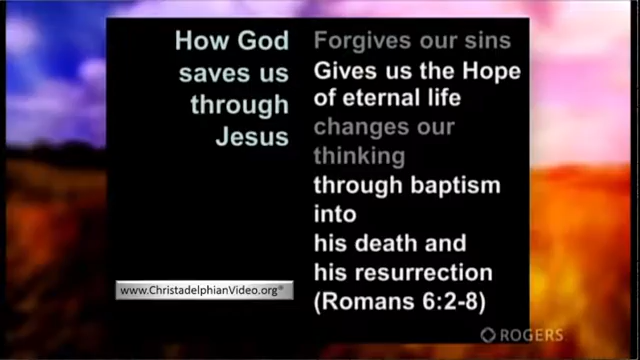 How God
saves us
through
Jesus
Forgives our sins
Gives us the Hope
of eternal life
changes our
thinking
through baptism
into
his death and
his resurrection
(Romans 6:2-8)
www.ChristadelphianVideo.org®
ROGERS